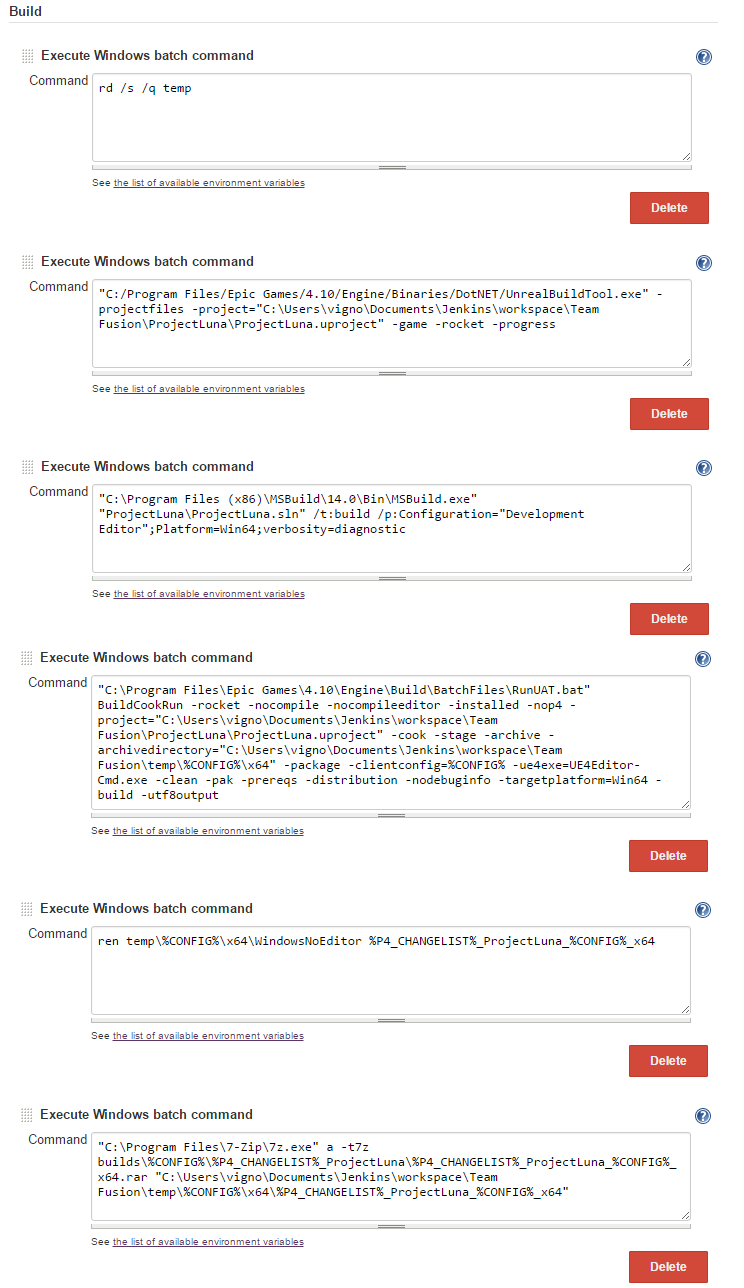 Build
Execute Windows batch command
Command
rd /s /q temp
See the list of available environment variables
Delete
Execute Windows batch command
Command
"C:/Program Files/Epic Games/4.10/Engine/Binaries/DotNET/UnrealBuildTool.exe" -
projectfiles -project="C:\Users\vigno\Documents\Jenkins\workspace\Team
Fusion\ProjectLuna\ProjectLuna.uproject" -game -rocket -progress
See the list of available environment variables
Delete
Execute Windows batch command
Command
"C:\Program Files (x86)\MSBuild\14.0\Bin\MSBuild.exe"
"ProjectLuna\ProjectLuna.sln" /t:build /p:Configuration="Development
Editor";Platform=Win64;verbosity=diagnostic
See the list of available environment variables
Delete
Execute Windows batch command
Command
"C:\Program Files\Epic Games\4.10\Engine\Build\BatchFiles\RunUAT.bat"
BuildCookRun -rocket -nocompile -nocompileeditor -installed -nop4 -
project="C:\Users\vigno\Documents\Jenkins\workspace\Team
Fusion\ProjectLuna\ProjectLuna.uproject" -cook -stage -archive -
archivedirectory="C:\Users\vigno\Documents\Jenkins\workspace\Team
Fusion\temp\%CONFIG%\x64" -package -clientconfig=%CONFIG% -ue4exe=UE4Editor-
Cmd.exe -clean -pak -prereqs -distribution -nodebuginfo -targetplatform=Win64 -
build -utf8output
See the list of available environment variables
Delete
Execute Windows batch command
Command
ren temp\%CONFIG%\x64\WindowsNoEditor %P4_CHANGELIST%_ProjectLuna_%CONFIG%_x64
See the list of available environment variables
Delete
Execute Windows batch command
Command
"C:\Program Files\7-Zip\7z.exe" a -t7z
builds\%CONFIG%\%P4_CHANGELIST%_ProjectLuna\%P4_CHANGELIST%_ProjectLuna_%CONFIG%_
x64.rar "C:\Users\vigno\Documents\Jenkins\workspace\Team
Fusion\temp\%CONFIG%\x64\%P4_CHANGELIST%_ProjectLuna_%CONFIG%_x64"
See the list of available environment variables
Delete